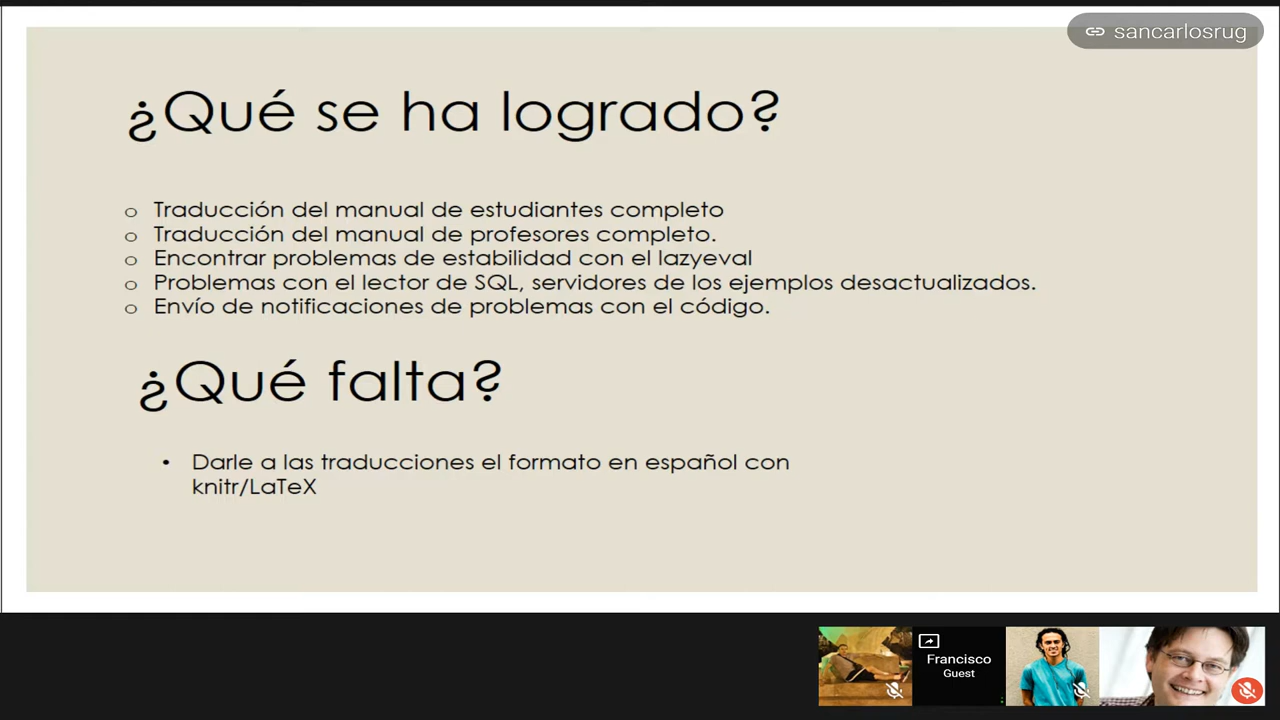 sancarlosrug
¿Qué se ha logrado?
o Traducción del manual de estudiantes completo
o Traducción del manual de profesores completo.
o Encontrar problemas de estabilidad con el lazyeval
o Problemas con el lector de SQL, servidores de los ejemplos desactualizados.
o Envío de notificaciones de problemas con el código.
¿Qué falta?
• Darle a las traducciones el formato en español con
knitr/LaTeX
Francisco
Guest